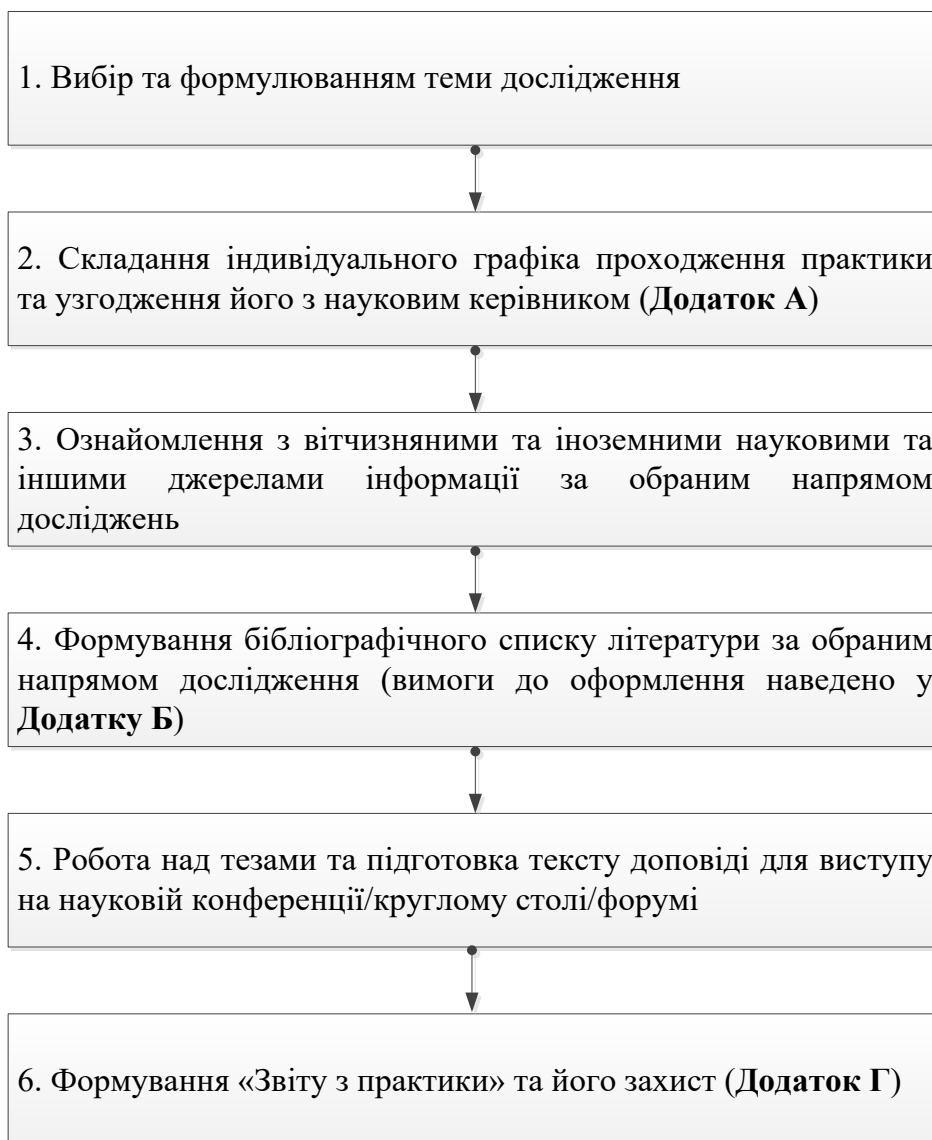 1. Вибір та формулюванням теми дослідження
2. Складання індивідуального графіка проходження практики
та узгодження його з науковим керівником (Додаток А)
3. Ознайомлення з вітчизняними та іноземними науковими та
іншими джерелами інформації за обраним напрямом
досліджень
4. Формування бібліографічного списку літератури за обраним
напрямом дослідження (вимоги до оформлення наведено у
Додатку Б)
5. Робота над тезами та підготовка тексту доповіді для виступу
на науковій конференції/круглому столі/форумі
6. Формування «Звіту з практики» та його захист (Додаток Г)